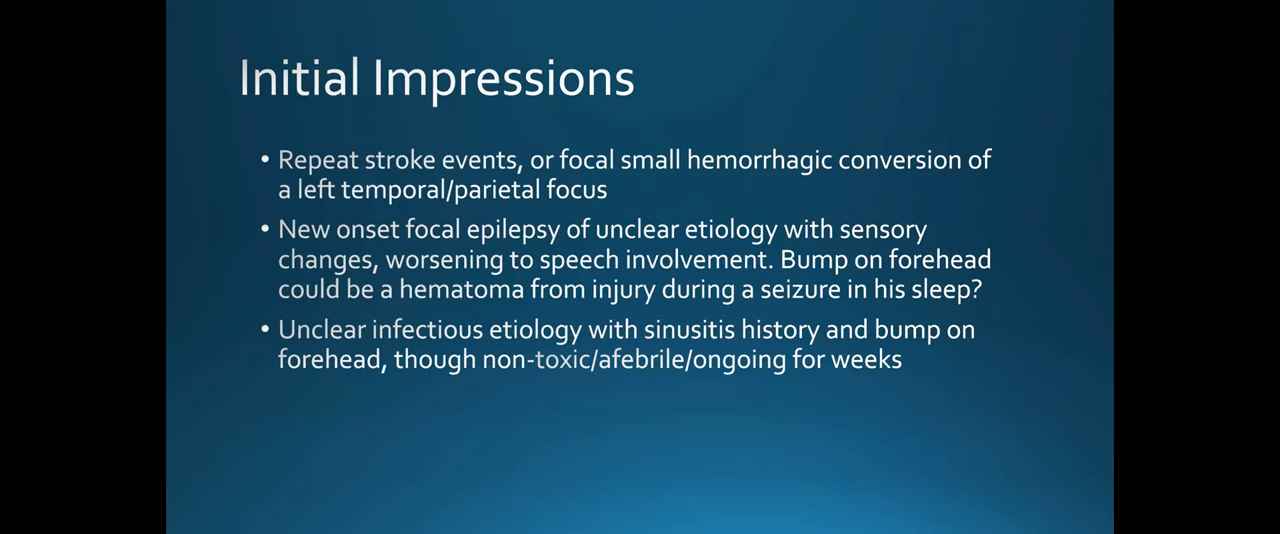 Initial Impressions
• Repeat stroke events, or focal small hemorrhagic conversion of
a left temporal/parietal focus
• New onset focal epilepsy of unclear etiology with sensory
changes, worsening to speech involvement. Bump on forehead
could be a hematoma from injury during a seizure in his sleep?
• Unclear infectious etiology with sinusitis history and bump on
forehead, though non-toxic/afebrile/ongoing for weeks